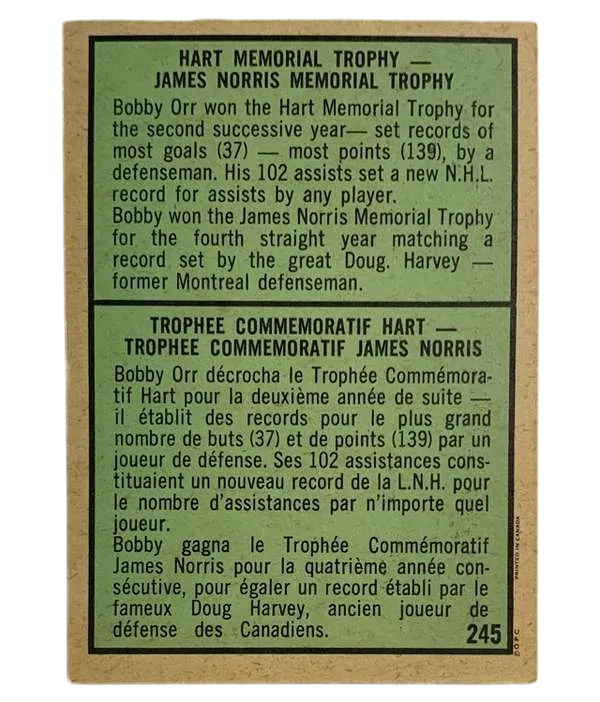 HART MEMORIAL TROPHY —
JAMES NORRIS MEMORIAL TROPHY
Bobby Orr won the Hart Memorial Trophy for
the second successive year— set records of
most goals (37) — most points (139), by a
defenseman. His 102 assists set a new N.H.L.
record for assists by any player.
Bobby won the James Norris Memorial Trophy
for the fourth straight year matching a
record set by the great Doug. Harvey —
former Montreal defenseman.
TROPHEE COMMEMORATIF HART —
TROPHEE COMMEMORATIF JAMES NORRIS
Bobby Orr décrocha le Trophée Commémora-
tif Hart pour la deuxième année de suite —
il établit des records pour le plus grand
nombre de buts (37) et de points (139) par un
joueur de défense. Ses 102 assistances cons-
tituaient un nouveau record de la L.N.H. pour
le nombre d'assistances par n'importe quel
joueur.
Bobby gagna le Trophée Commémoratif
James Norris pour la quatrième année con-
sécutive, pour égaler un record établi par le
fameux Doug Harvey, ancien joueur de
défense des Canadiens.
245
© O.P.C. PRINTED IN CANADA